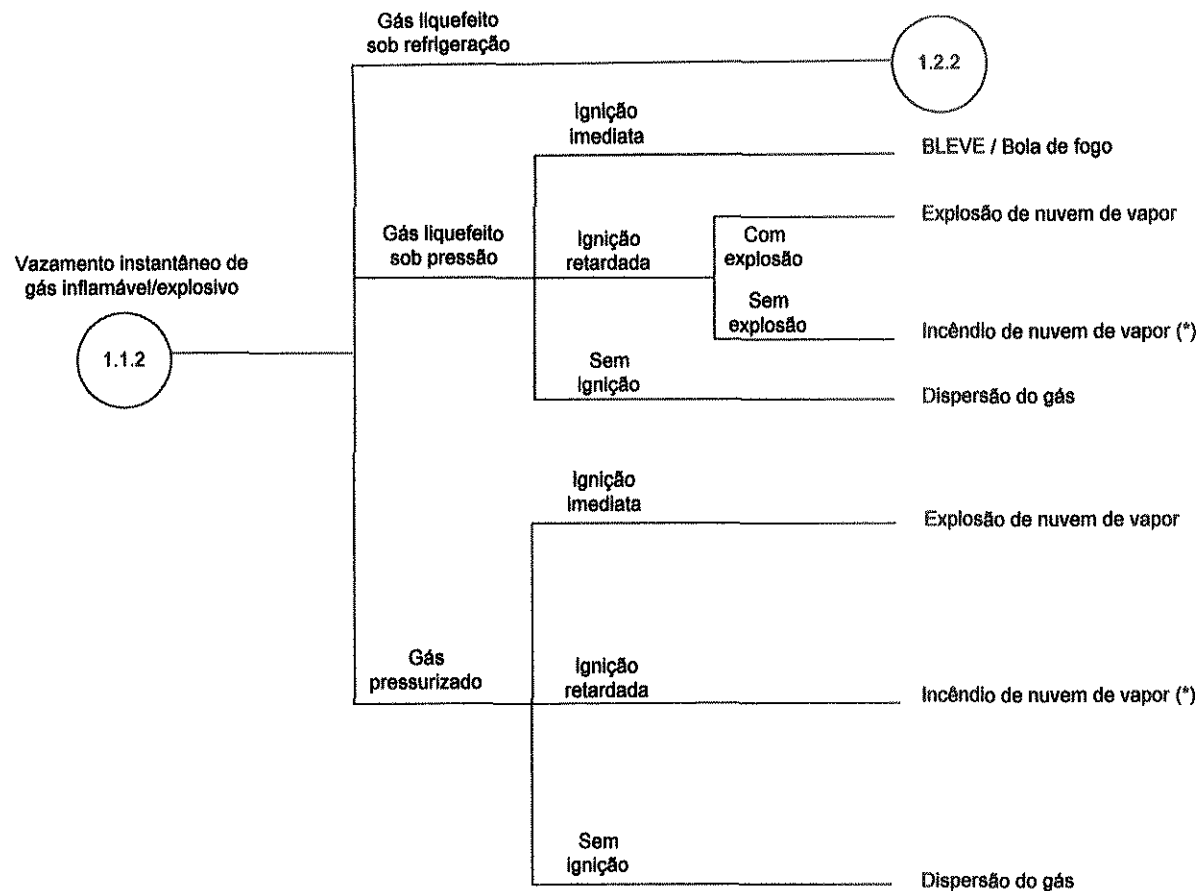 Gás liquefeito
sob refrigeração
1.2.2
Ignição
imediata
BLEVE / Bola de fogo
Explosão de nuvem de vapor
Gás liquefeito
sob pressão
Ignição
retardada
Com
explosão
Vazamento instantâneo de
gás inflamável/explosivo
Sem
explosão
Incêndio de nuvem de vapor (*)
1.1.2
Sem
ignição
Dispersão do gás
Ignição
imediata
Explosão de nuvem de vapor
Gás
pressurizado
Ignição
retardada
Incêndio de nuvem de vapor (*)
Sem
ignição
Dispersão do gás